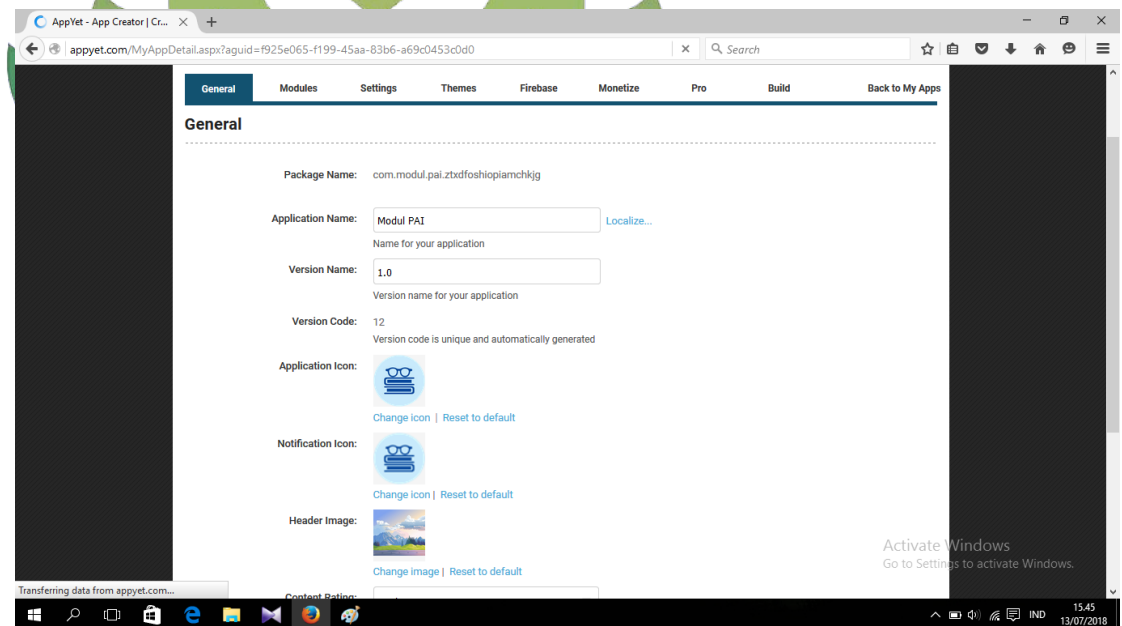 AppYet - App Creator | Cr...
appyet.com/MyAppDetail.aspx?aguid=f925e065-f199-45aa-83b6-a69c0453c0d0
Search
General Modules Settings Themes Firebase Monetize Pro Build Back to My Apps
General
Package Name: com.modul.pai.ztxdfoshiopiamchkjg
Application Name: Modul PAI Localize...
Name for your application
Version Name: 1.0
Version name for your application
Version Code: 12
Version code is unique and automatically generated
Application Icon:
Change icon | Reset to default
Notification Icon:
Change icon | Reset to default
Header Image:
Change image | Reset to default
Activate Windows
Go to Settings to activate Windows.
Transferring data from appyet.com...
Content Rating:
IND
15.45
13/07/2018